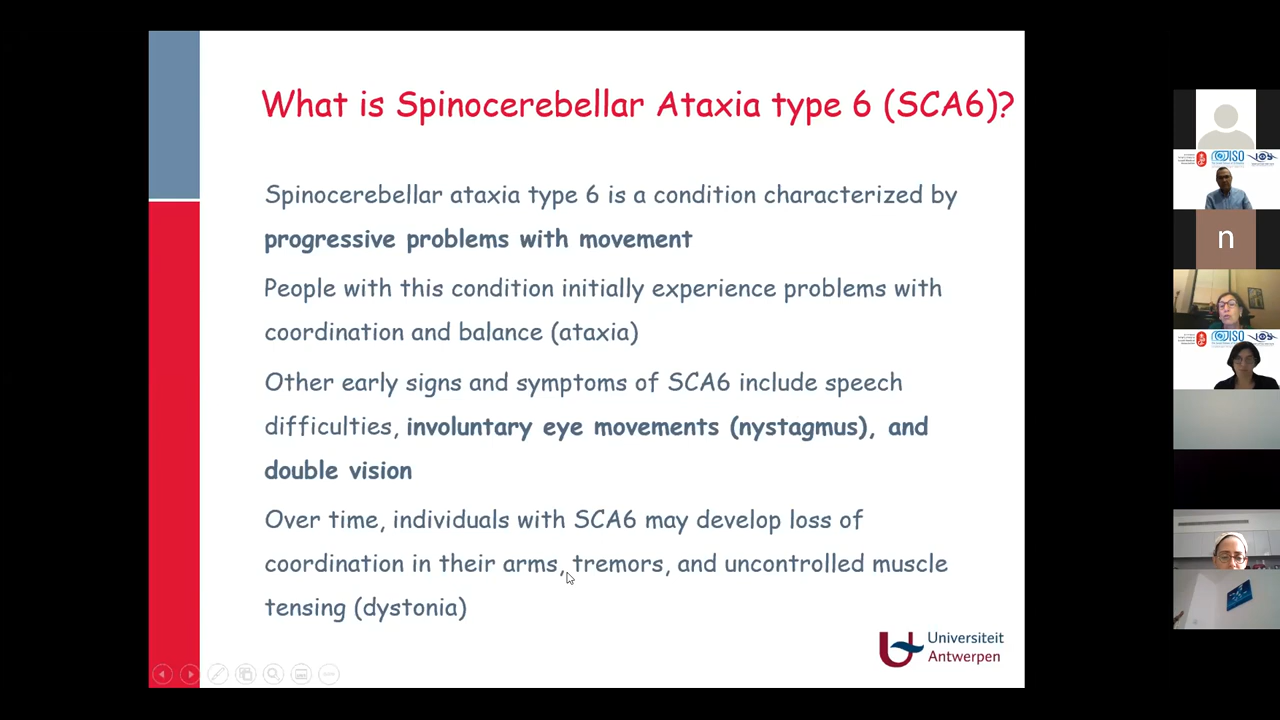 What is Spinocerebellar Ataxia type 6 (SCA6)?
Spinocerebellar ataxia type 6 is a condition characterized by
progressive problems with movement
People with this condition initially experience problems with
coordination and balance (ataxia)
Other early signs and symptoms of SCA6 include speech
difficulties, involuntary eye movements (nystagmus), and
double vision
Over time, individuals with SCA6 may develop loss of
coordination in their arms, tremors, and uncontrolled muscle
tensing (dystonia)
Universiteit
Antwerpen
ISO
n
ISO